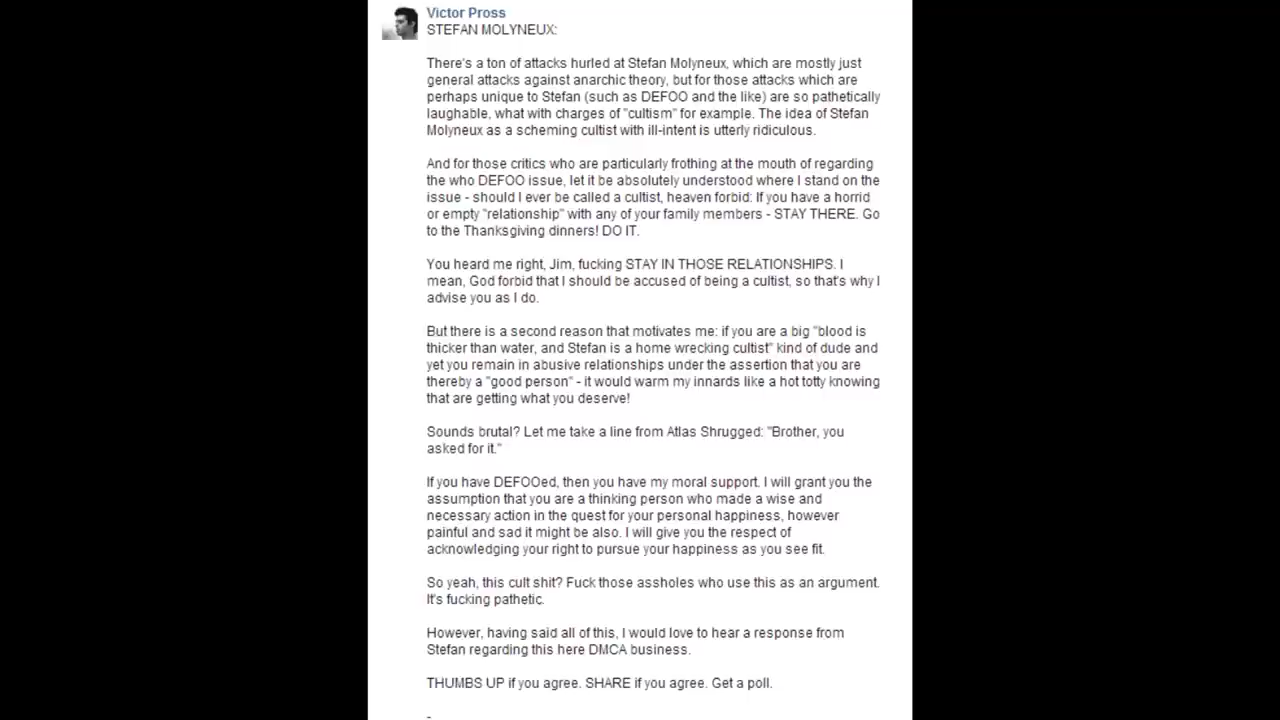 Victor Pross
STEFAN MOLYNEUX:
There's a ton of attacks hurled at Stefan Molyneux, which are mostly just
general attacks against anarchic theory, but for those attacks which are
perhaps unique to Stefan (such as DEFOO and the like) are so pathetically
laughable, what with charges of "cultism" for example. The idea of Stefan
Molyneux as a scheming cultist with ill-intent is utterly ridiculous.
And for those critics who are particularly frothing at the mouth of regarding
the who DEFOO issue, let it be absolutely understood where I stand on the
issue - should I ever be called a cultist, heaven forbid: If you have a horrid
or empty "relationship" with any of your family members - STAY THERE. Go
to the Thanksgiving dinners! DO IT.
You heard me right, Jim, fucking STAY IN THOSE RELATIONSHIPS. I
mean, God forbid that I should be accused of being a cultist, so that's why I
advise you as I do.
But there is a second reason that motivates me: if you are a big "blood is
thicker than water, and Stefan is a home wrecking cultist" kind of dude and
yet you remain in abusive relationships under the assertion that you are
thereby a "good person" - it would warm my innards like a hot totty knowing
that are getting what you deserve!
Sounds brutal? Let me take a line from Atlas Shrugged: "Brother, you
asked for it."
If you have DEFOOed, then you have my moral support. I will grant you the
assumption that you are a thinking person who made a wise and
necessary action in the quest for your personal happiness, however
painful and sad it might be also. I will give you the respect of
acknowledging your right to pursue your happiness as you see fit.
So yeah, this cult shit? Fuck those assholes who use this as an argument.
It's fucking pathetic.
However, having said all of this, I would love to hear a response from
Stefan regarding this here DMCA business.
THUMBS UP if you agree. SHARE if you agree. Get a poll.
-